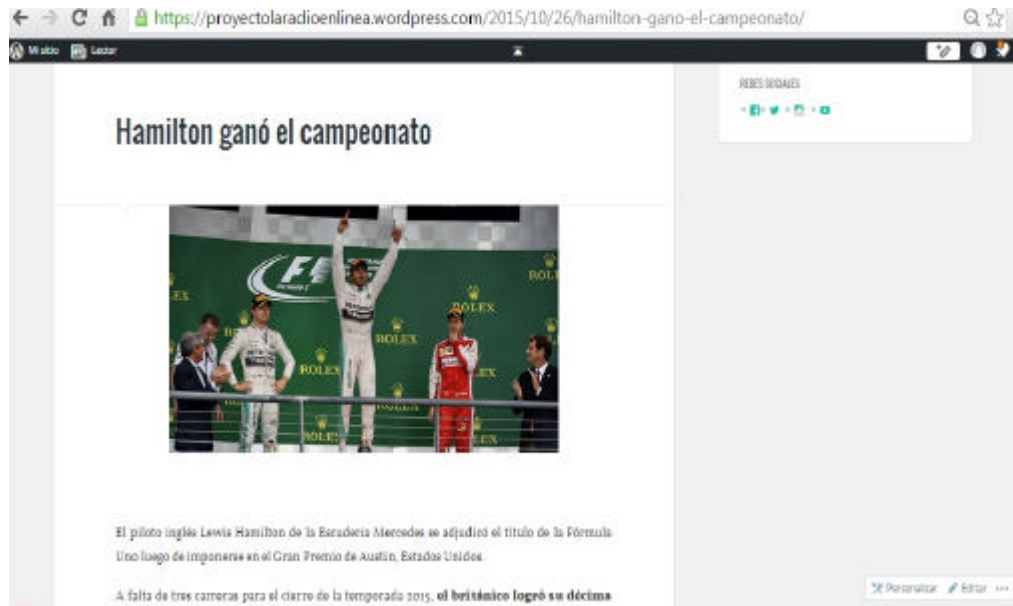 https://proyectolaradioenlinea.wordpress.com/2015/10/26/hamilton-gano-el-campeonato/
Mi sitio Lector
REDES SOCIALES
Hamilton ganó el campeonato
F1
ROLEX
ROLEX
ROLEX
ROLEX
El piloto inglés Lewis Hamilton de la Escudería Mercedes se adjudicó el título de la Fórmula
Uno luego de imponerse en el Gran Premio de Austin, Estados Unidos.
A falta de tres carreras para el cierre de la temporada 2015, el británico logró su décima
Personalizar Editar